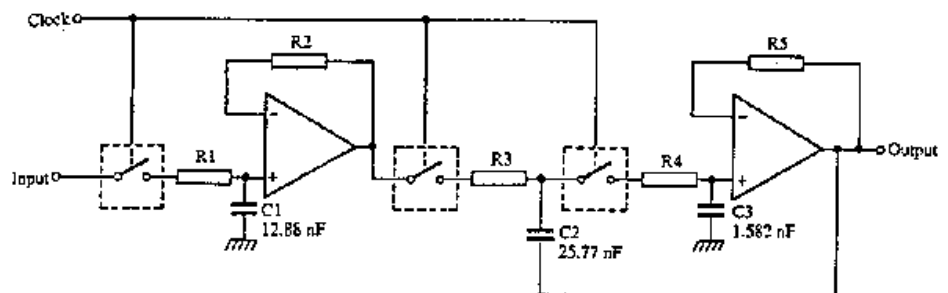 Clock
R2
R5
R1
R3
R4
Input
Output
C1
12.88 nF
C2
25.77 nF
C3
1.582 nF